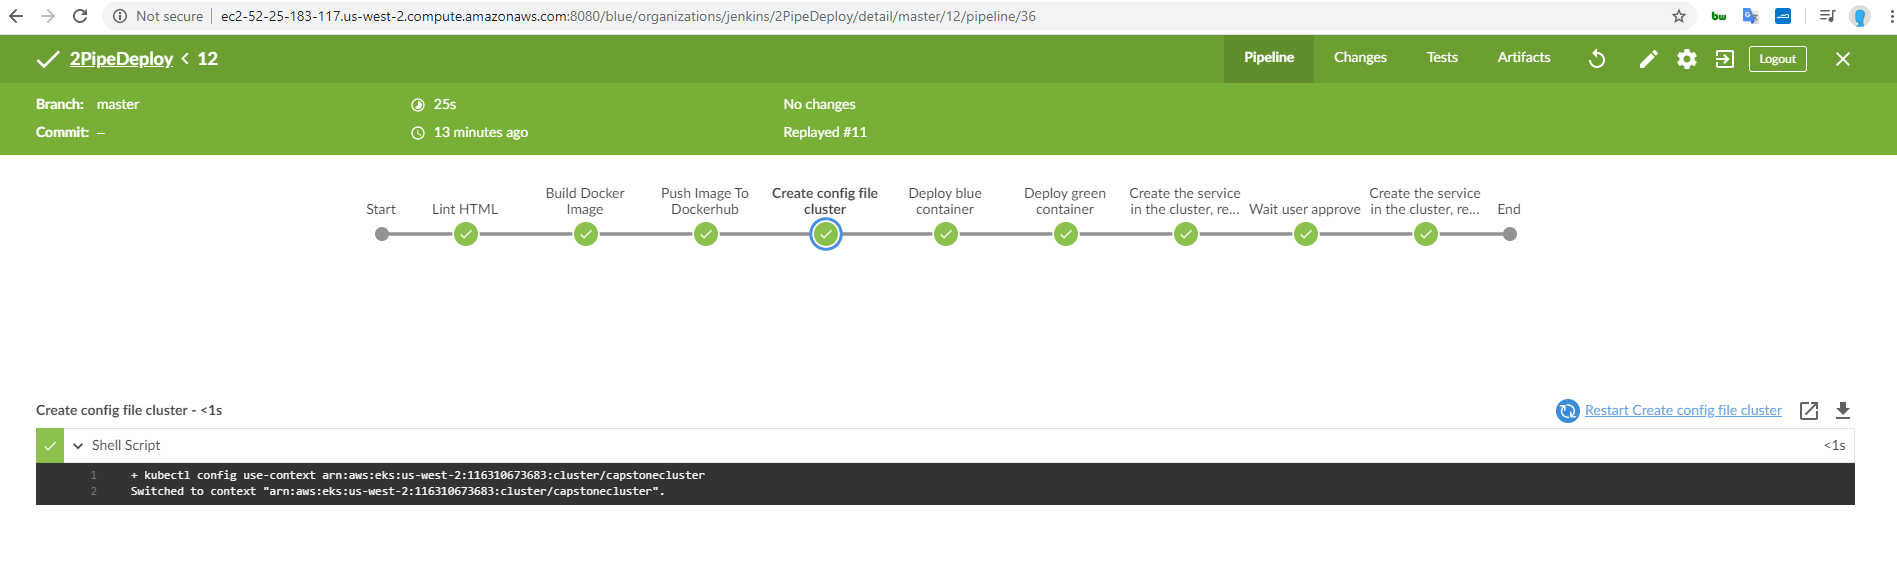 Not secure | ec2-52-25-183-117.us-west-2.compute.amazonaws.com:8080/blue/organizations/jenkins/2PipeDeploy/detail/master/12/pipeline/36
bw
2PipeDeploy < 12
Pipeline
Changes
Tests
Artifacts
Logout
Branch: master
25s
No changes
Commit: –
13 minutes ago
Replayed #11
Start
Lint HTML
Build Docker
Image
Push Image To
Dockerhub
Create config file
cluster
Deploy blue
container
Deploy green
container
Create the service
in the cluster, re...
Wait user approve
Create the service
in the cluster, re...
End
Create config file cluster - <1s
Restart Create config file cluster
Shell Script
<1s
1 + kubectl config use-context arn:aws:eks:us-west-2:116310673683:cluster/capstonecluster
2 Switched to context "arn:aws:eks:us-west-2:116310673683:cluster/capstonecluster".